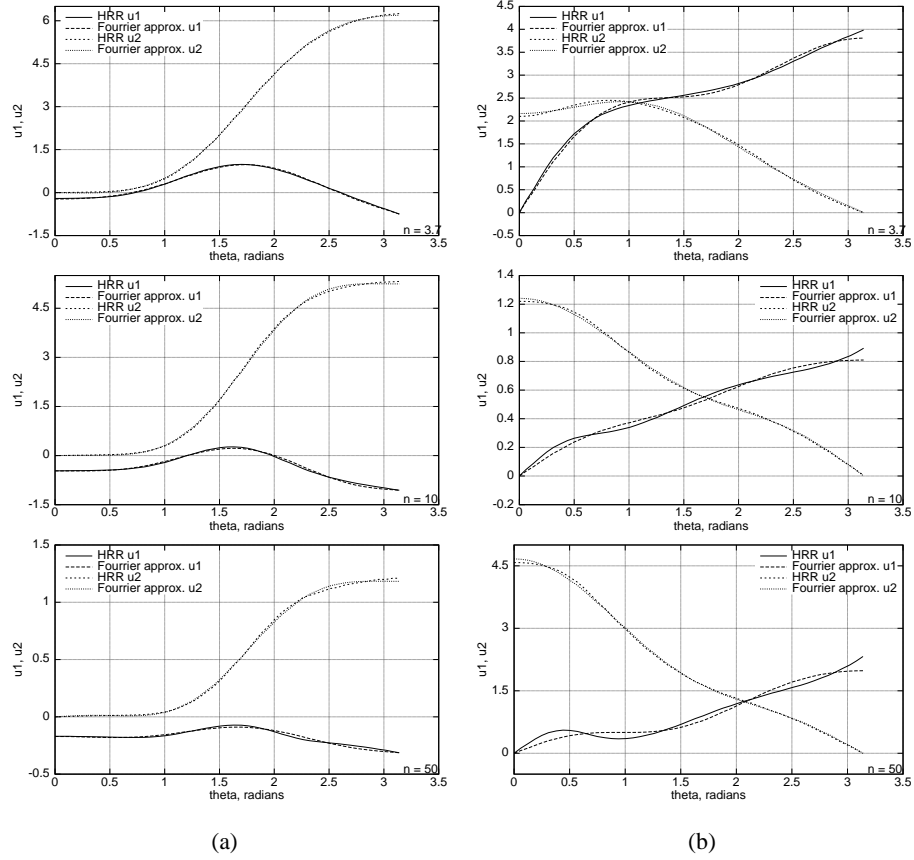 HRR u1
Fourrier approx. u1
HRR u2
Fourrier approx. u2
6
3.5
1
0
-1.5
u1, u2
0 0.5 1 1.5 2 2.5 3 3.5
theta, radians
n = 3.7
HRR u1
Fourrier approx. u1
HRR u2
Fourrier approx. u2
4.5
4
3.5
3
2.5
2
1.5
1
0.5
0
-0.5
u1, u2
0 0.5 1 1.5 2 2.5 3 3.5
theta, radians
n = 3.7
HRR u1
Fourrier approx. u1
HRR u2
Fourrier approx. u2
4.5
3
1.5
0
-1.5
u1, u2
0 0.5 1 1.5 2 2.5 3 3.5
theta, radians
n = 10
HRR u1
Fourrier approx. u1
HRR u2
Fourrier approx. u2
1.4
1.2
1
0.8
0.6
0.4
0.2
0
-0.2
u1, u2
0 0.5 1 1.5 2 2.5 3 3.5
theta, radians
n = 10
HRR u1
Fourrier approx. u1
HRR u2
Fourrier approx. u2
1.5
1
0.5
0
-0.5
u1, u2
0 0.5 1 1.5 2 2.5 3 3.5
theta, radians
n = 50
HRR u1
Fourrier approx. u1
HRR u2
Fourrier approx. u2
4.5
3
1.5
0
u1, u2
0 0.5 1 1.5 2 2.5 3 3.5
theta, radians
n = 50
(a)
(b)